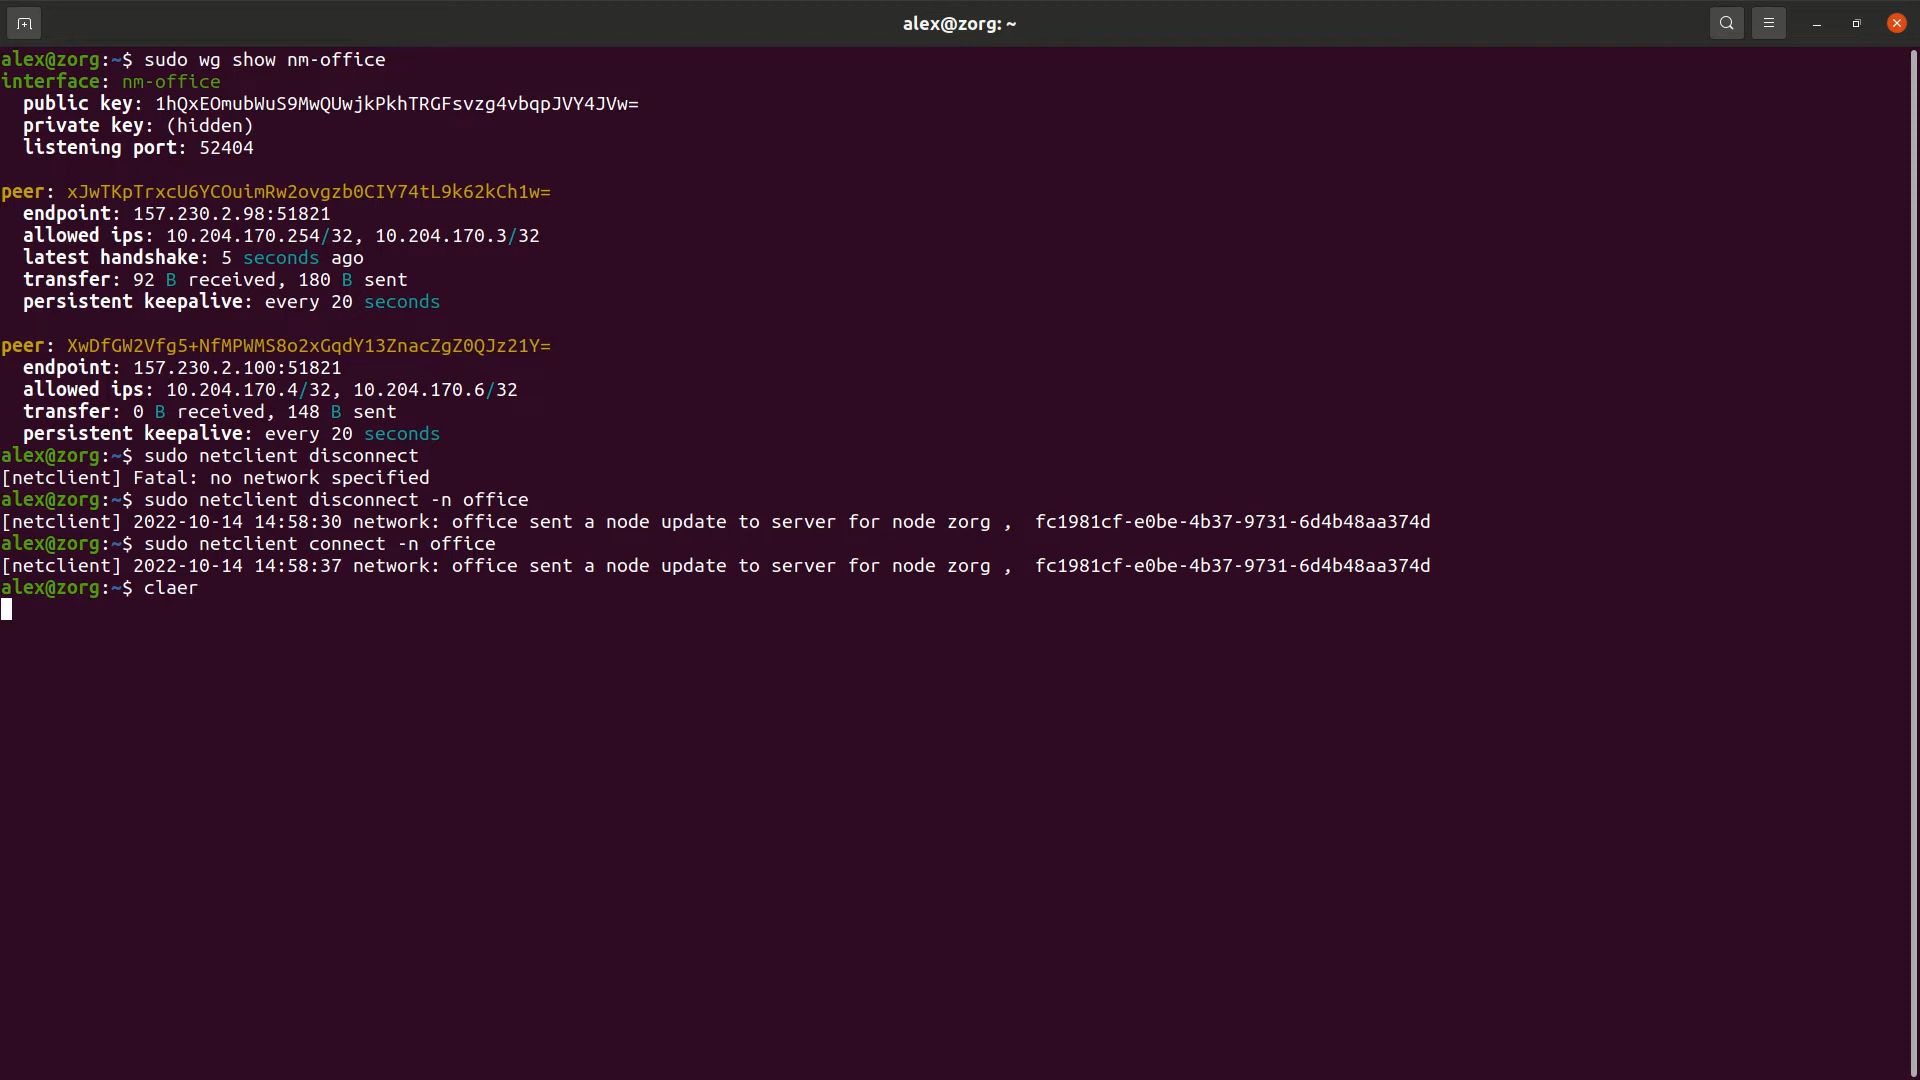 alex@zorg: ~
alex@zorg:~$ sudo wg show nm-office
interface: nm-office
  public key: 1hQxEOmubWuS9MwQUwjkPkhTRGFsvzg4vbqpJVY4JVw=
  private key: (hidden)
  listening port: 52404

peer: xJwTKpTrxcU6YCOuimRw2ovgzb0CIY74tL9k62kCh1w=
  endpoint: 157.230.2.98:51821
  allowed ips: 10.204.170.254/32, 10.204.170.3/32
  latest handshake: 5 seconds ago
  transfer: 92 B received, 180 B sent
  persistent keepalive: every 20 seconds

peer: XwDfGW2Vfg5+NfMPWMS8o2xGqdY13ZnacZgZ0QJz21Y=
  endpoint: 157.230.2.100:51821
  allowed ips: 10.204.170.4/32, 10.204.170.6/32
  transfer: 0 B received, 148 B sent
  persistent keepalive: every 20 seconds
alex@zorg:~$ sudo netclient disconnect
[netclient] Fatal: no network specified
alex@zorg:~$ sudo netclient disconnect -n office
[netclient] 2022-10-14 14:58:30 network: office sent a node update to server for node zorg ,  fc1981cf-e0be-4b37-9731-6d4b48aa374d
alex@zorg:~$ sudo netclient connect -n office
[netclient] 2022-10-14 14:58:37 network: office sent a node update to server for node zorg ,  fc1981cf-e0be-4b37-9731-6d4b48aa374d
alex@zorg:~$ claer